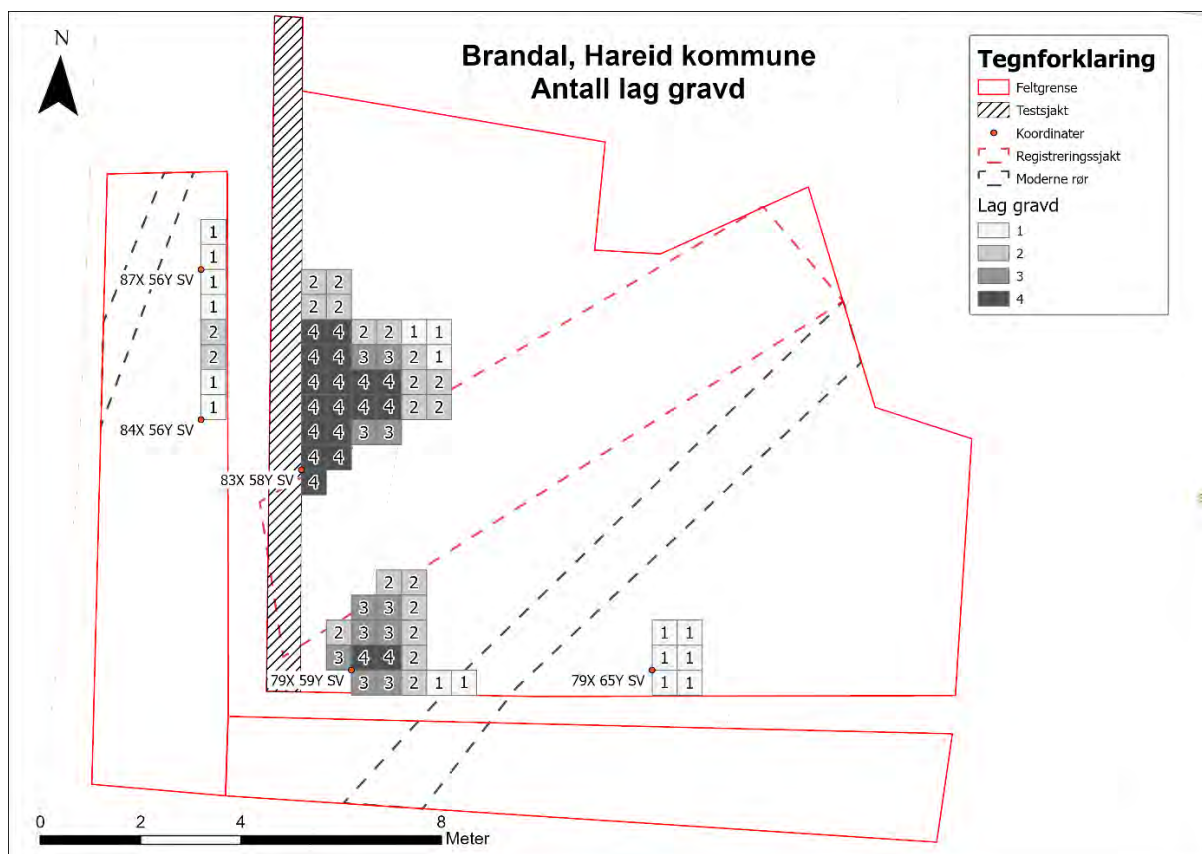 N
Brandal, Hareid kommune
Antall lag gravd
Tegnforklaring
Feltgrense
Testsjakt
Koordinater
Registreringssjakt
Moderne rør
Lag gravd
1
2
3
4
1
1
87X 56Y SV
1
1
2
2
1
1
84X 56Y SV
2 2
2 2
4 4 2 2 1 1
4 4 3 3 2 1
4 4 4 4 2 2
4 4 4 4 2 2
4 4 3 3
4 4
83X 58Y SV
4
2 2
3 3 2
2 3 3 2
3 4 4 2
79X 59Y SV
3 3 2 1 1
1 1
1 1
79X 65Y SV
1 1
0 2 4 8
Meter